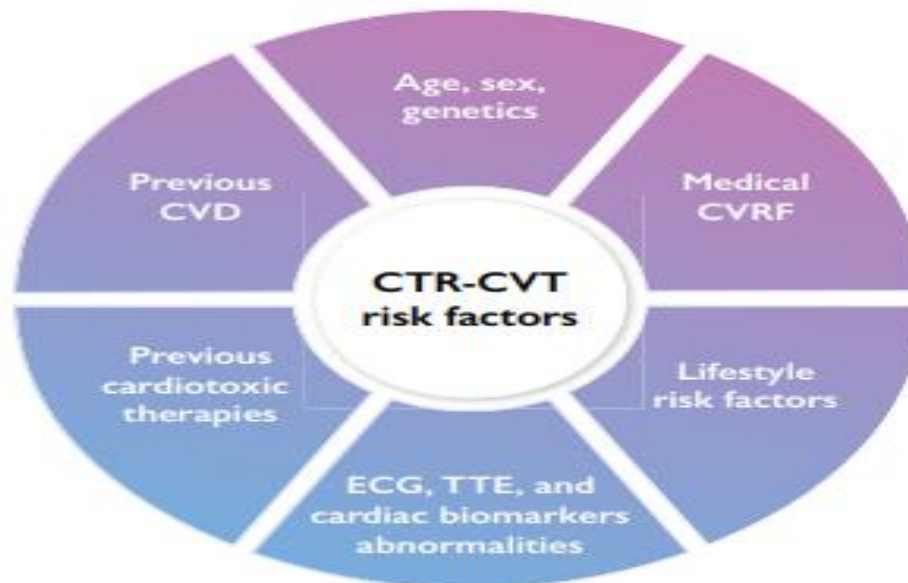 Age, sex,
genetics
Previous
CVD
Medical
CVRF
CTR-CVT
risk factors
Previous
cardiotoxic
therapies
Lifestyle
risk factors
ECG, TTE, and
cardiac biomarkers
abnormalities